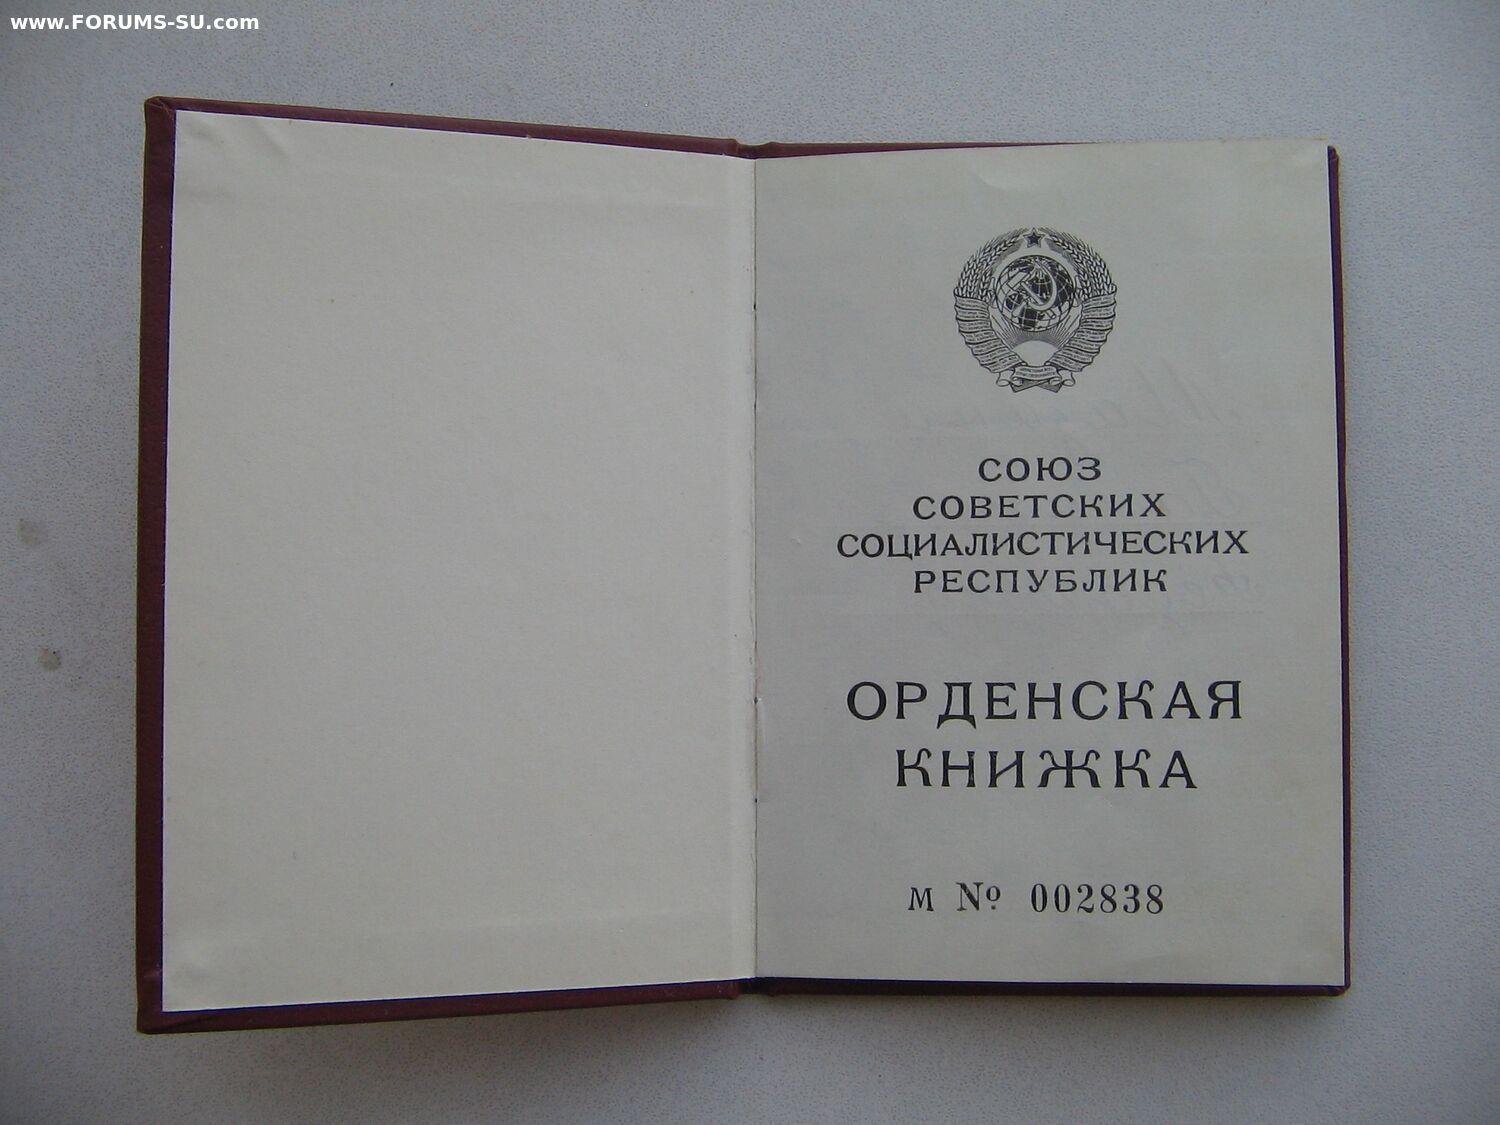 www.FORUMS-SU.com
СОЮЗ
СОВЕТСКИХ
СОЦИАЛИСТИЧЕСКИХ
РЕСПУБЛИК
ОРДЕНСКАЯ
КНИЖКА
М № 002838